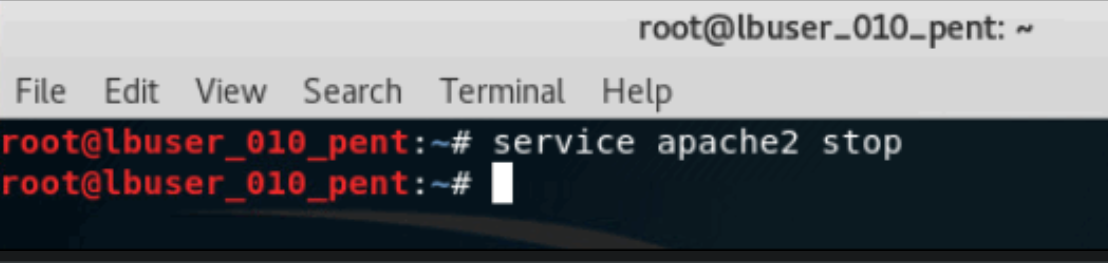 root@lbuser_010_pent: ~
File Edit View Search Terminal Help
root@lbuser_010_pent:~# service apache2 stop
root@lbuser_010_pent:~#